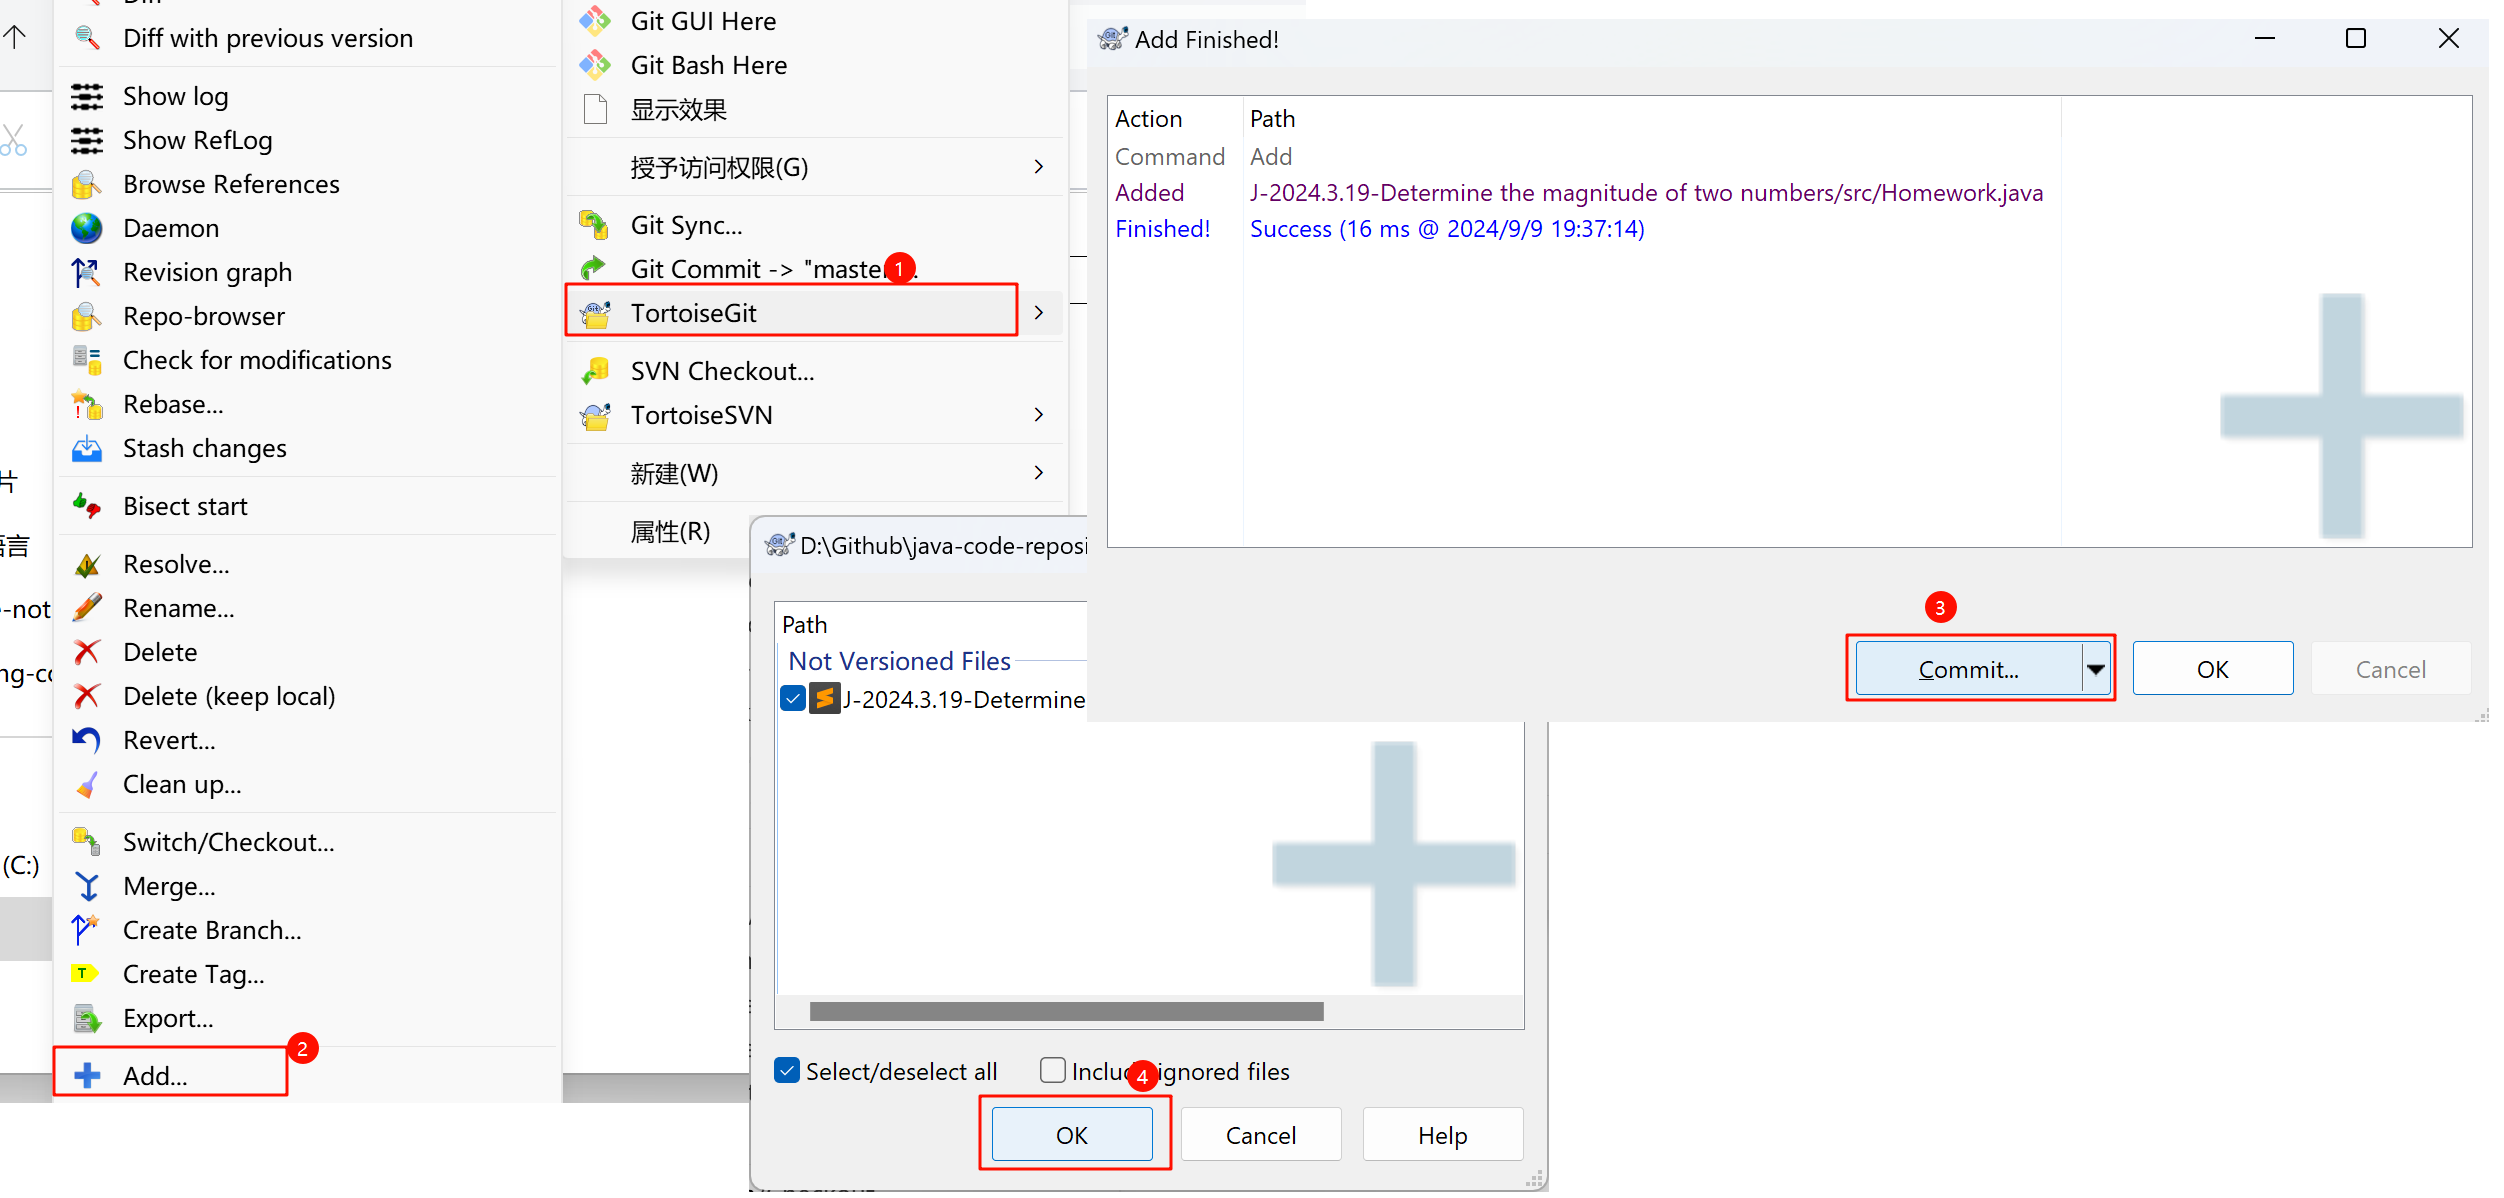 Diff with previous version
Show log
Show RefLog
Browse References
Daemon
Revision graph
Repo-browser
Check for modifications
Rebase...
Stash changes
Bisect start
Resolve...
Rename...
Delete
Delete (keep local)
Revert...
Clean up...
Switch/Checkout...
Merge...
Create Branch...
Create Tag...
Export...
2
Add...
片
语言
-not
(C:)
Git GUI Here
Git Bash Here
显示效果
授予访问权限(G)
Git Sync...
Git Commit -> "maste
1
TortoiseGit
SVN Checkout...
TortoiseSVN
新建(W)
属性(R)
D:\Github\java-code-reposi
Path
Not Versioned Files
J-2024.3.19-Determine
Select/deselect all
Includ ignored files
4
OK
Cancel
Help
Add Finished!
Action Path
Command Add
Added J-2024.3.19-Determine the magnitude of two numbers/src/Homework.java
Finished! Success (16 ms @ 2024/9/9 19:37:14)
3
Commit...
OK
Cancel